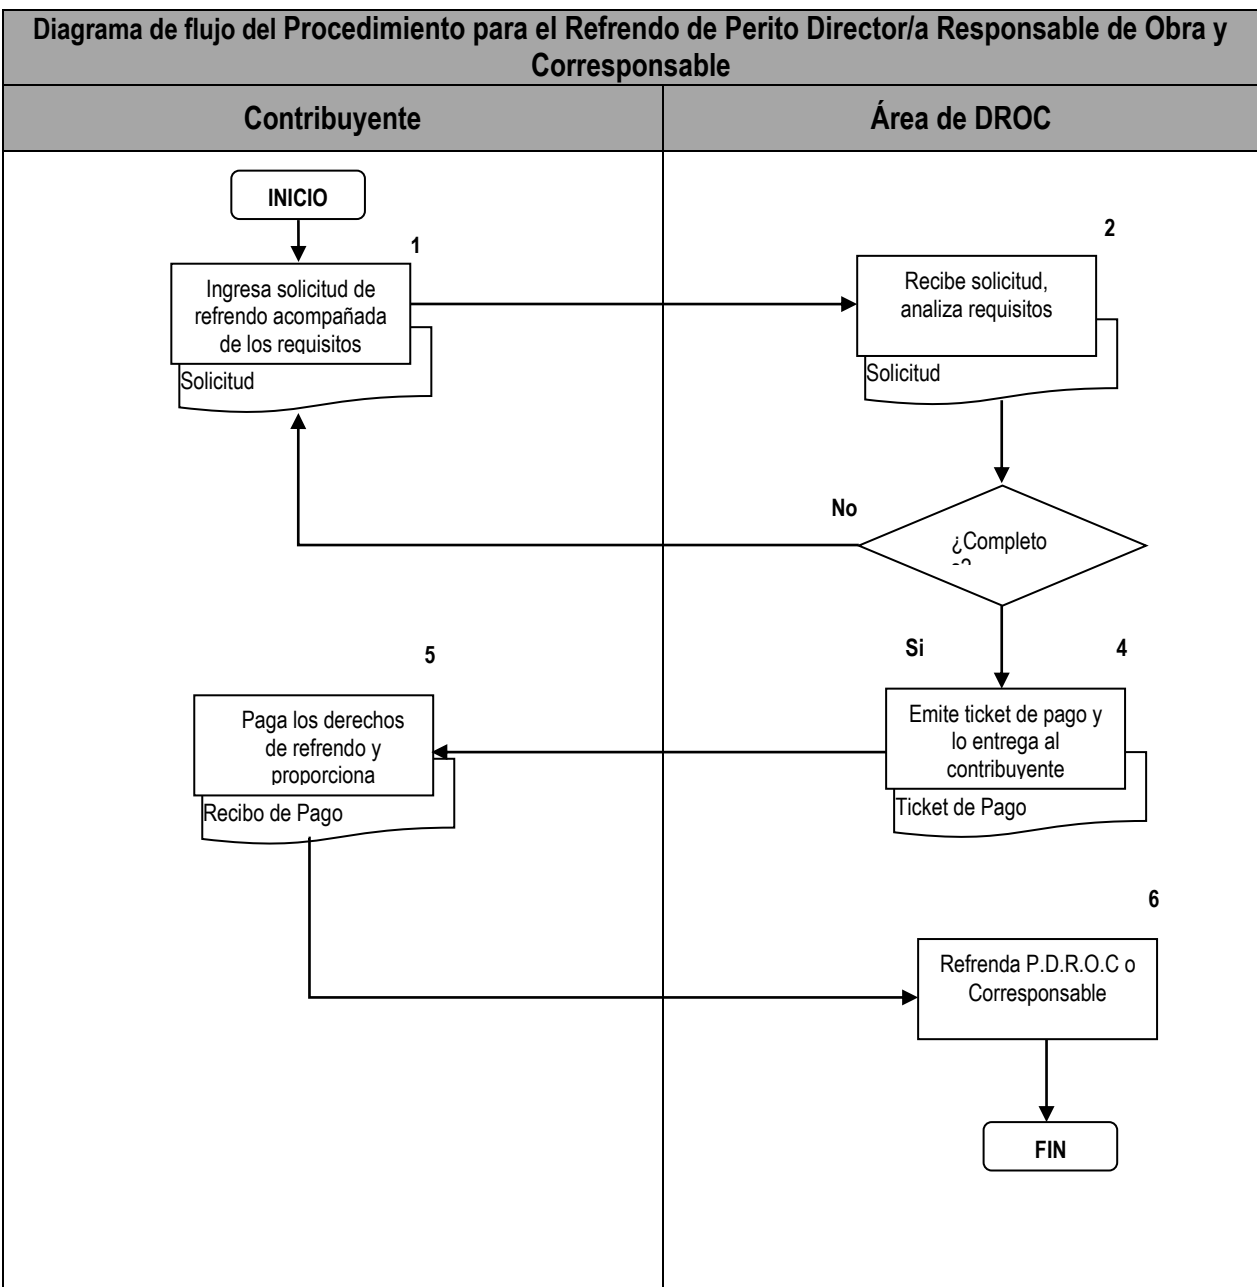 Diagrama de flujo del Procedimiento para el Refrendo de Perito Director/a Responsable de Obra y
Corresponsable
Contribuyente
Área de DROC
INICIO
1
Ingresa solicitud de
refrendo acompañada
de los requisitos
Solicitud
2
Recibe solicitud,
analiza requisitos
Solicitud
No
¿Completo
Si
4
Emite ticket de pago y
lo entrega al
contribuyente
Ticket de Pago
5
Paga los derechos
de refrendo y
proporciona
Recibo de Pago
6
Refrenda P.D.R.O.C o
Corresponsable
FIN